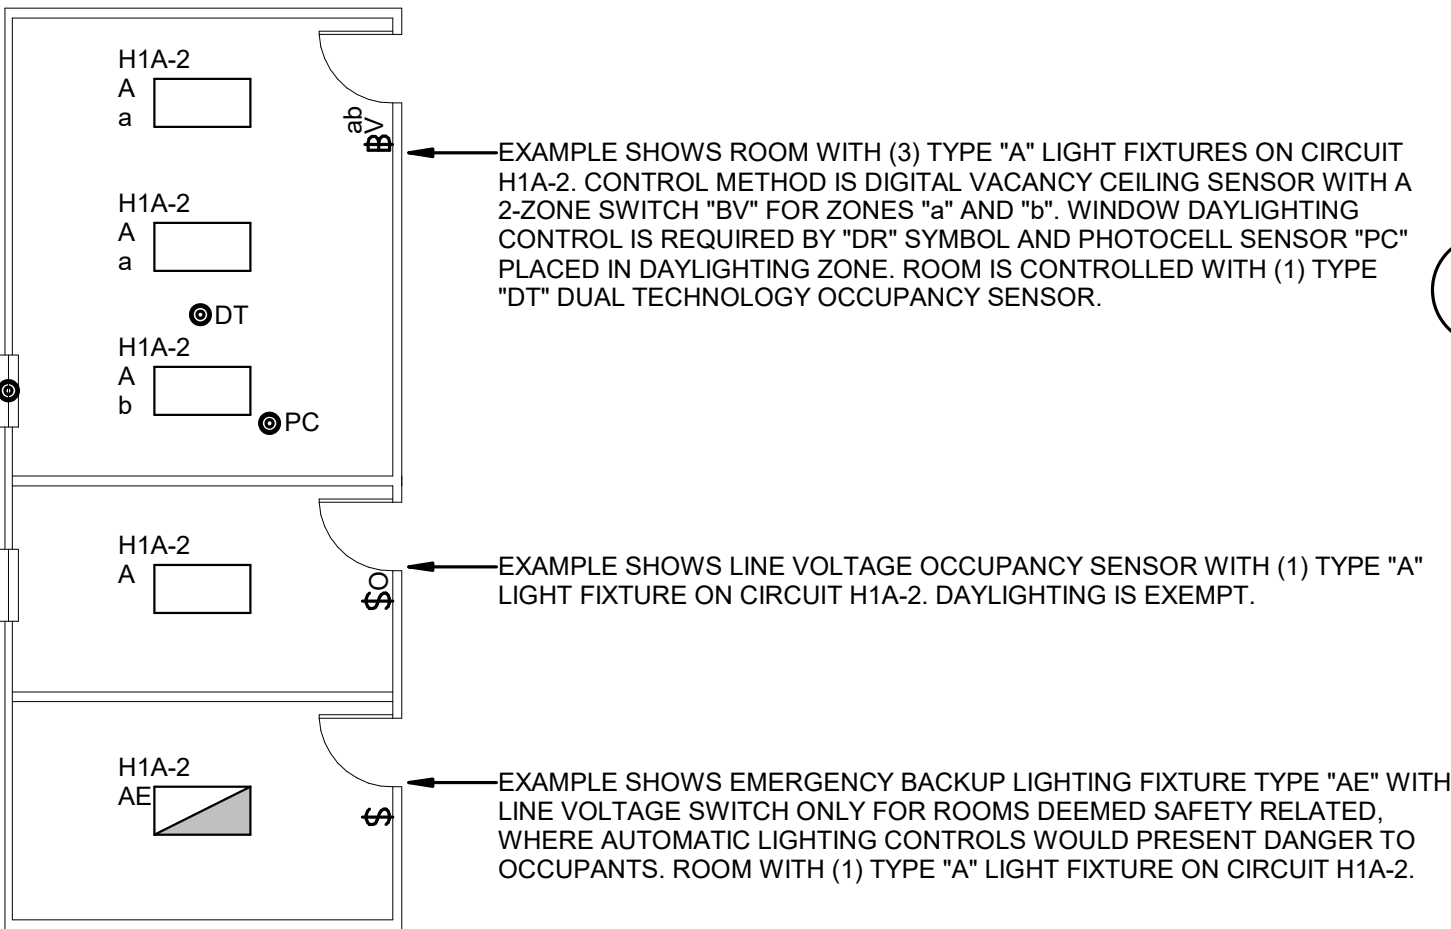 H1A-2
A
a
ab
BV
EXAMPLE SHOWS ROOM WITH (3) TYPE "A" LIGHT FIXTURES ON CIRCUIT
H1A-2. CONTROL METHOD IS DIGITAL VACANCY CEILING SENSOR WITH A
2-ZONE SWITCH "BV" FOR ZONES "a" AND "b". WINDOW DAYLIGHTING
CONTROL IS REQUIRED BY "DR" SYMBOL AND PHOTOCELL SENSOR "PC"
PLACED IN DAYLIGHTING ZONE. ROOM IS CONTROLLED WITH (1) TYPE
"DT" DUAL TECHNOLOGY OCCUPANCY SENSOR.
H1A-2
A
a
DT
H1A-2
A
b
PC
H1A-2
A
$O
EXAMPLE SHOWS LINE VOLTAGE OCCUPANCY SENSOR WITH (1) TYPE "A"
LIGHT FIXTURE ON CIRCUIT H1A-2. DAYLIGHTING IS EXEMPT.
H1A-2
AE
$
EXAMPLE SHOWS EMERGENCY BACKUP LIGHTING FIXTURE TYPE "AE" WITH
LINE VOLTAGE SWITCH ONLY FOR ROOMS DEEMED SAFETY RELATED,
WHERE AUTOMATIC LIGHTING CONTROLS WOULD PRESENT DANGER TO
OCCUPANTS. ROOM WITH (1) TYPE "A" LIGHT FIXTURE ON CIRCUIT H1A-2.